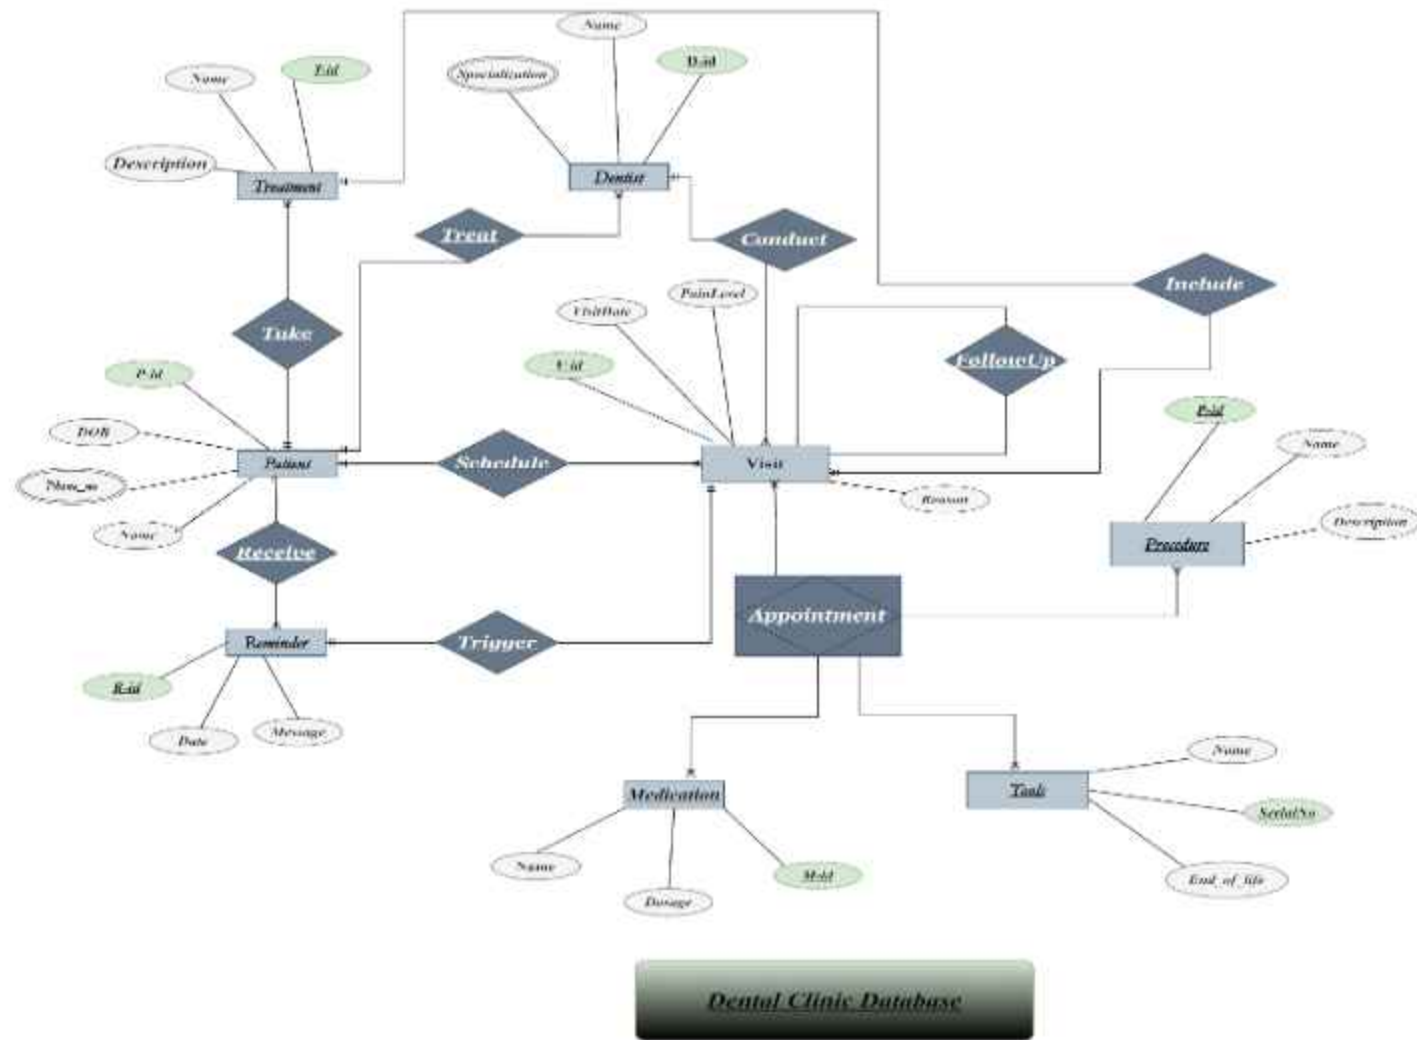 Name
Specialization
D-id
Name
T-id
Description
Treatment
Dentist
Treat
Conduct
Include
PainLevel
VisitDate
Take
FollowUp
V-id
P-id
DOB
Patient
Schedule
Visit
P-id
Name
Description
Reason
Procedure
Name
Receive
Appointment
Reminder
Trigger
R-id
Date
Message
Medication
Tools
Name
SerialNo
End_of_life
Name
Dosage
M-id
Dental Clinic Database